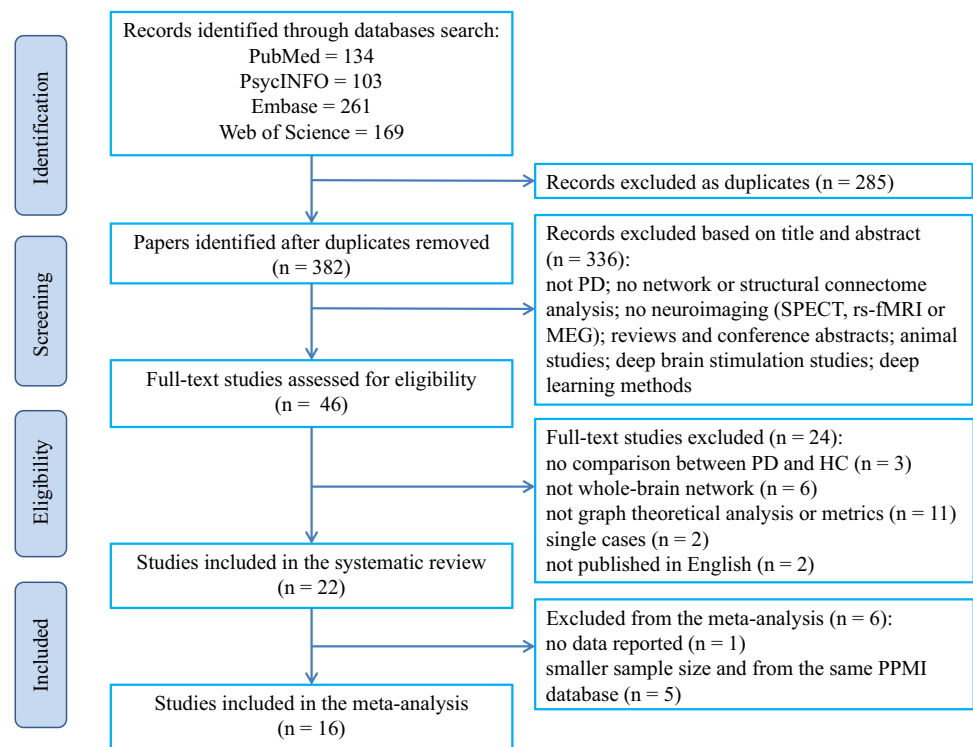 Identification
Records identified through databases search:
PubMed = 134
PsycINFO = 103
Embase = 261
Web of Science = 169
Records excluded as duplicates (n = 285)
Screening
Papers identified after duplicates removed
(n = 382)
Records excluded based on title and abstract
(n = 336):
not PD; no network or structural connectome
analysis; no neuroimaging (SPECT, rs-fMRI or
MEG); reviews and conference abstracts; animal
studies; deep brain stimulation studies; deep
learning methods
Full-text studies assessed for eligibility
(n = 46)
Eligibility
Full-text studies excluded (n = 24):
no comparison between PD and HC (n = 3)
not whole-brain network (n = 6)
not graph theoretical analysis or metrics (n = 11)
single cases (n = 2)
not published in English (n = 2)
Studies included in the systematic review
(n = 22)
Included
Excluded from the meta-analysis (n = 6):
no data reported (n = 1)
smaller sample size and from the same PPMI
database (n = 5)
Studies included in the meta-analysis
(n = 16)